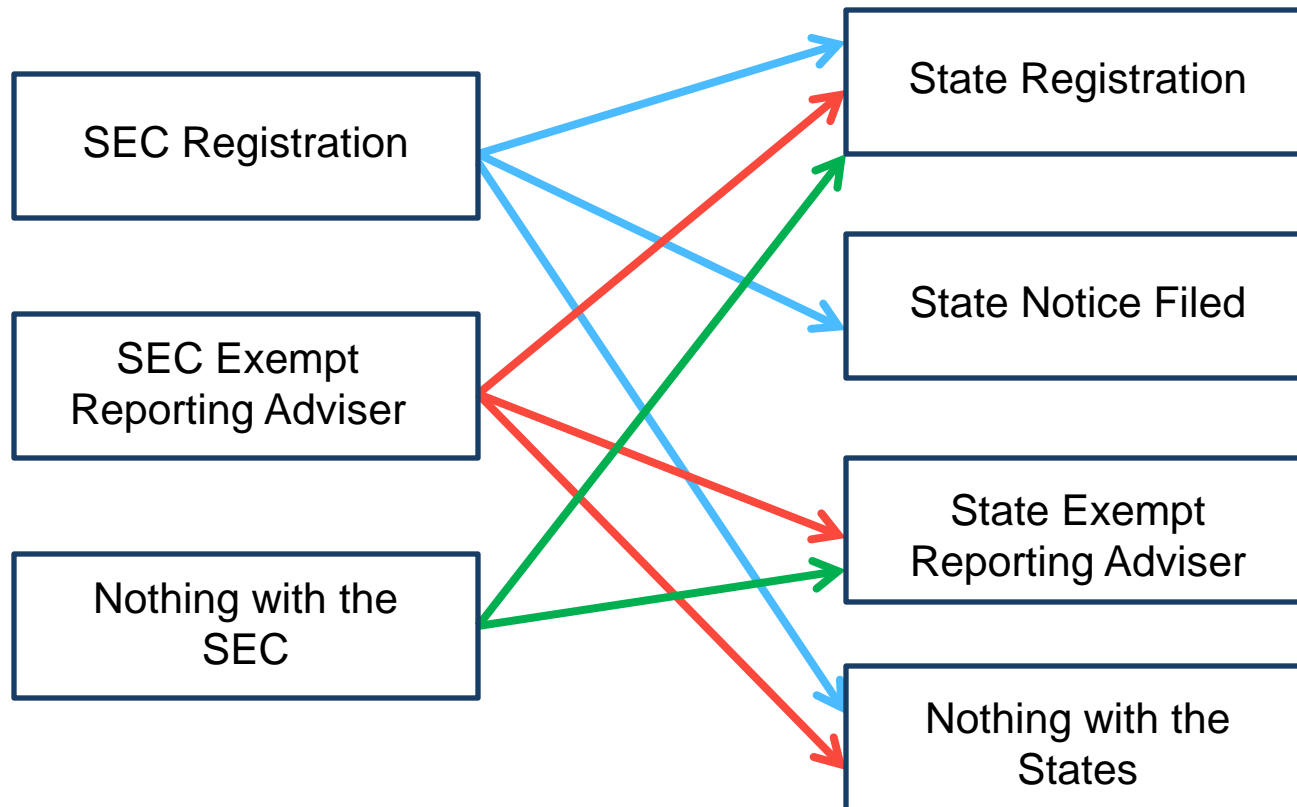 SEC Registration
SEC Exempt
Reporting Adviser
Nothing with the
SEC
State Registration
State Notice Filed
State Exempt
Reporting Adviser
Nothing with the
States